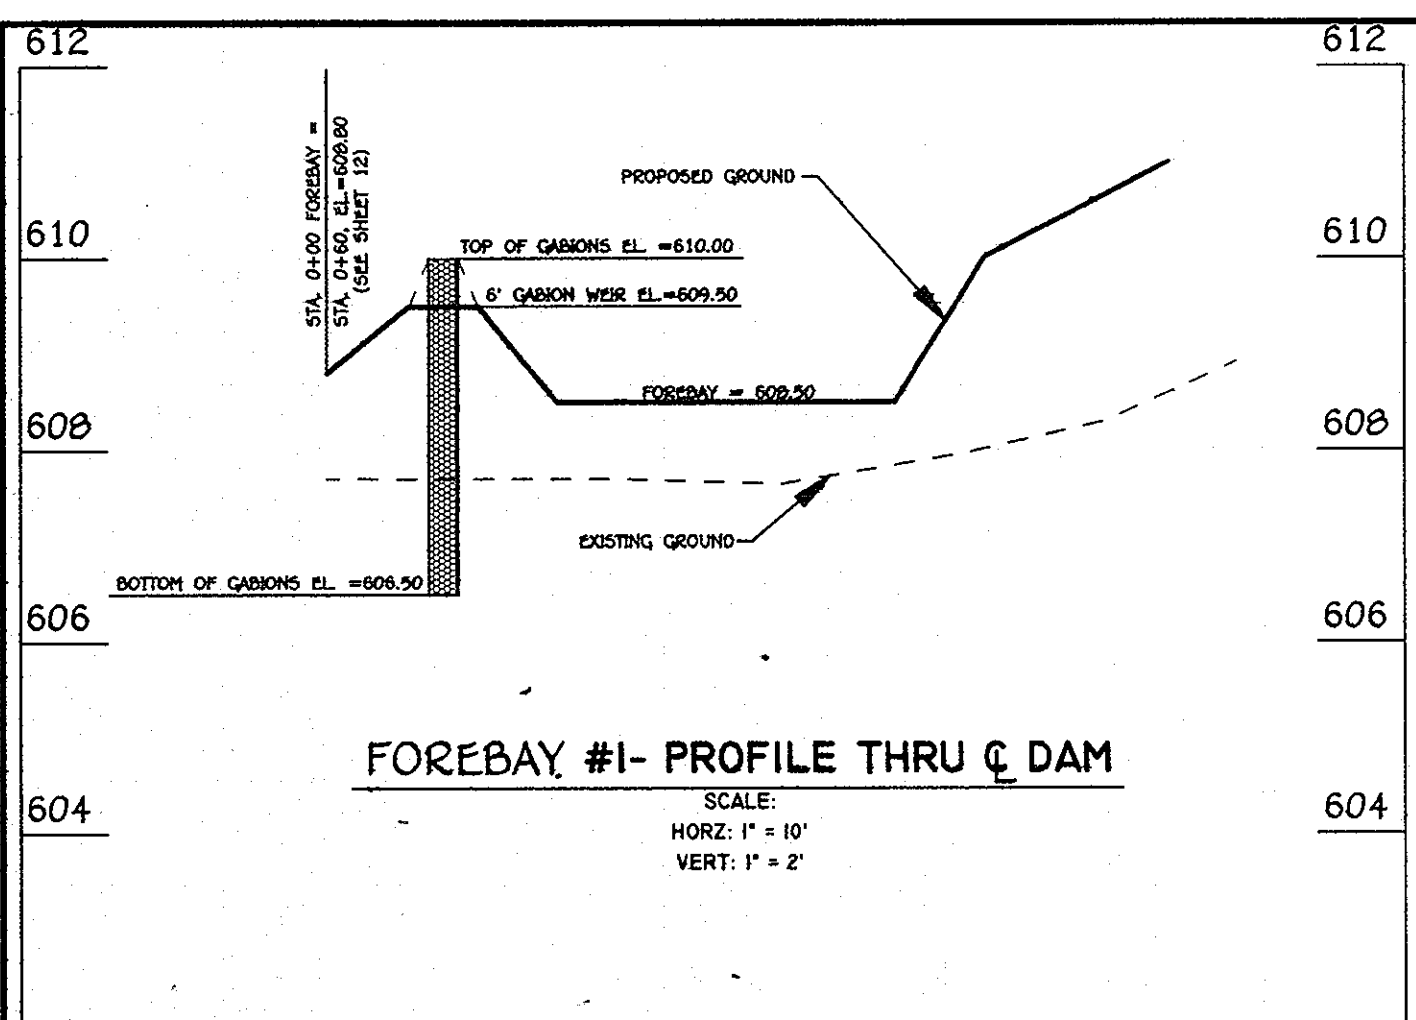 612
612
STA. 0+00 FOREBAY =
STA. 0+60, EL.=608.80
(SEE SHEET 12)
PROPOSED GROUND
610
610
TOP OF GABIONS EL =610.00
6' GABION WEIR EL.=609.50
FOREBAY = 608.50
608
608
EXISTING GROUND
BOTTOM OF GABIONS EL =606.50
606
606
FOREBAY #1- PROFILE THRU ℄ DAM
SCALE:
HORZ: 1" = 10'
VERT: 1" = 2'
604
604